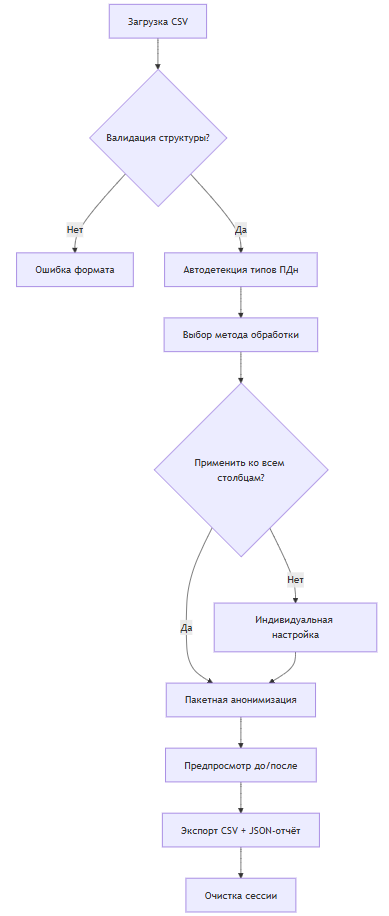 Загрузка CSV
Валидация структуры?
Нет
Да
Ошибка формата
Автодетекция типов ПДн
Выбор метода обработки
Применить ко всем
столбцам?
Нет
Да
Индивидуальная
настройка
Пакетная анонимизация
Предпросмотр до/после
Экспорт CSV + JSON-отчёт
Очистка сессии